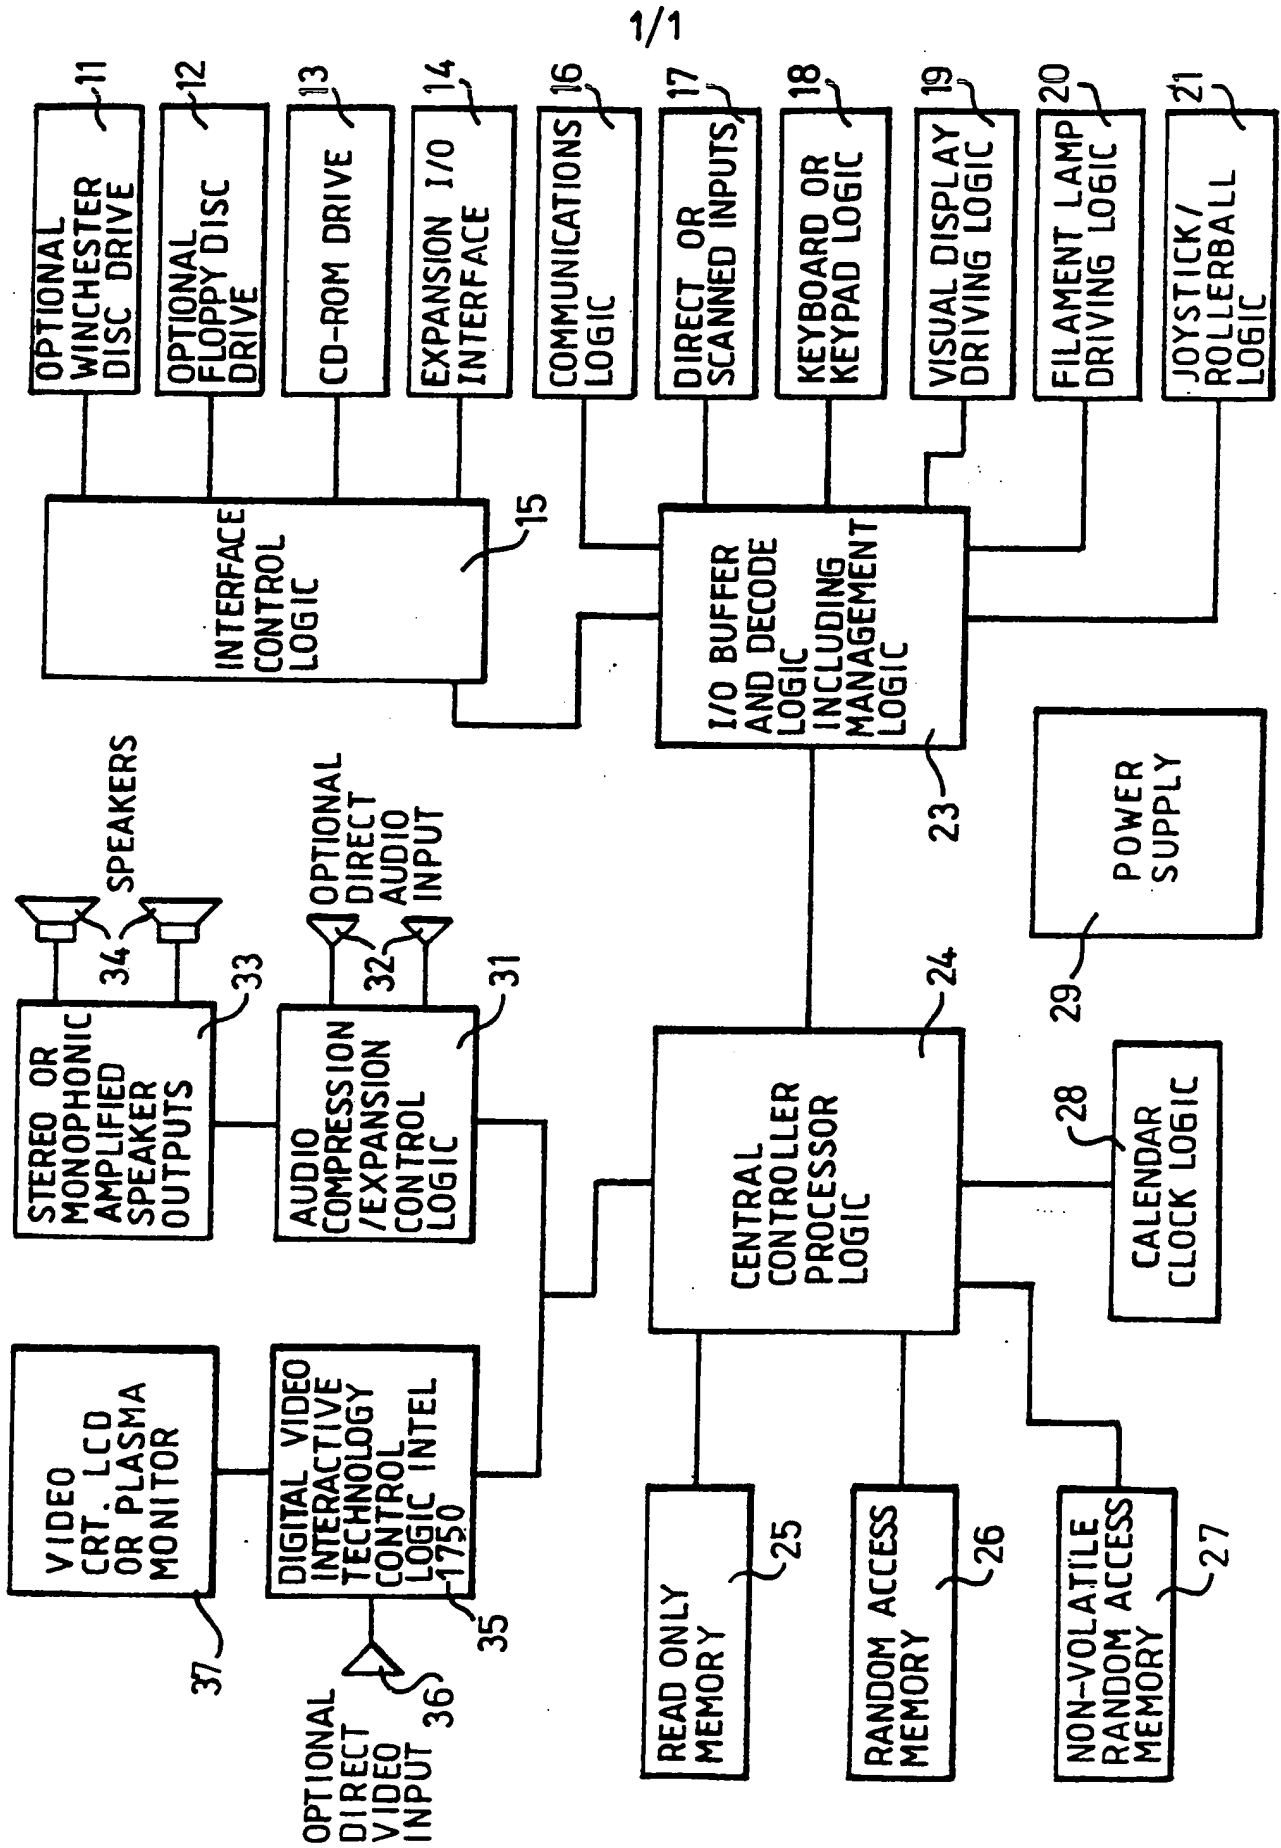 1/1
OPTIONAL
WINCHESTER
DISC DRIVE
11
OPTIONAL
FLOPPY DISC
DRIVE
12
CD-ROM DRIVE
13
EXPANSION I/O
INTERFACE
14
COMMUNICATIONS
LOGIC
16
DIRECT OR
SCANNED INPUTS
17
KEYBOARD OR
KEYPAD LOGIC
18
VISUAL DISPLAY
DRIVING LOGIC
19
FILAMENT LAMP
DRIVING LOGIC
20
JOYSTICK/
ROLLERBALL
LOGIC
21
INTERFACE
CONTROL
LOGIC
15
I/O BUFFER
AND DECODE
LOGIC
INCLUDING
MANAGEMENT
LOGIC
23
POWER
SUPPLY
29
SPEAKERS
34
STEREO OR
MONOPHONIC
AMPLIFIED
SPEAKER
OUTPUTS
33
OPTIONAL
DIRECT
AUDIO
INPUT
32
AUDIO
COMPRESSION
/EXPANSION
CONTROL
LOGIC
31
CENTRAL
CONTROLLER
PROCESSOR
LOGIC
24
CALENDAR
CLOCK LOGIC
28
VIDEO
CRT. LCD
OR PLASMA
MONITOR
37
DIGITAL VIDEO
INTERACTIVE
TECHNOLOGY
CONTROL
LOGIC INTEL
1750
35
OPTIONAL
DIRECT
VIDEO
INPUT
36
READ ONLY
MEMORY
25
RANDOM ACCESS
MEMORY
26
NON-VOLATILE
RANDOM ACCESS
MEMORY
27